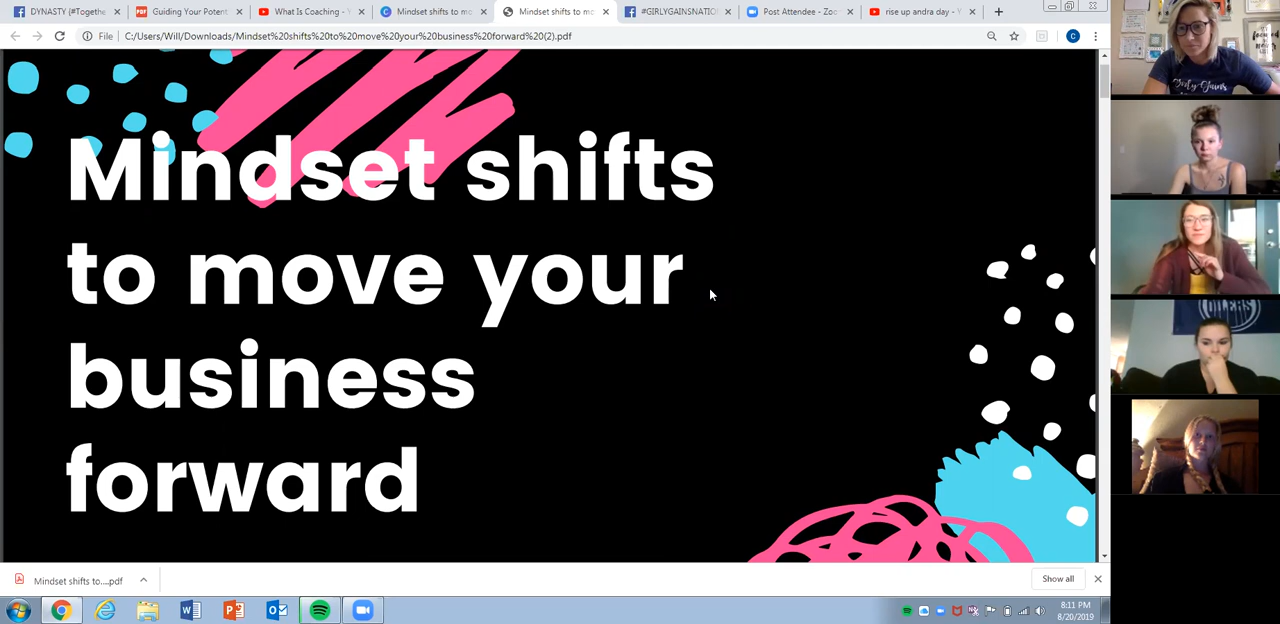 DYNASTY (#Togethe
Guiding Your Potent
What Is Coaching - Y
Mindset shifts to mo
Mindset shifts to mo
#GIRLYGAINSNATIO
Post Attendee - Zoo
rise up andra day - Y
File
C:/Users/Will/Downloads/Mindset%20shifts%20to%20move%20your%20business%20forward%20(2).pdf
C
Mindset shifts
to move your
business
forward
Girly Gains
OILERS
Mindset shifts to....pdf
Show all
8:11 PM
8/20/2019